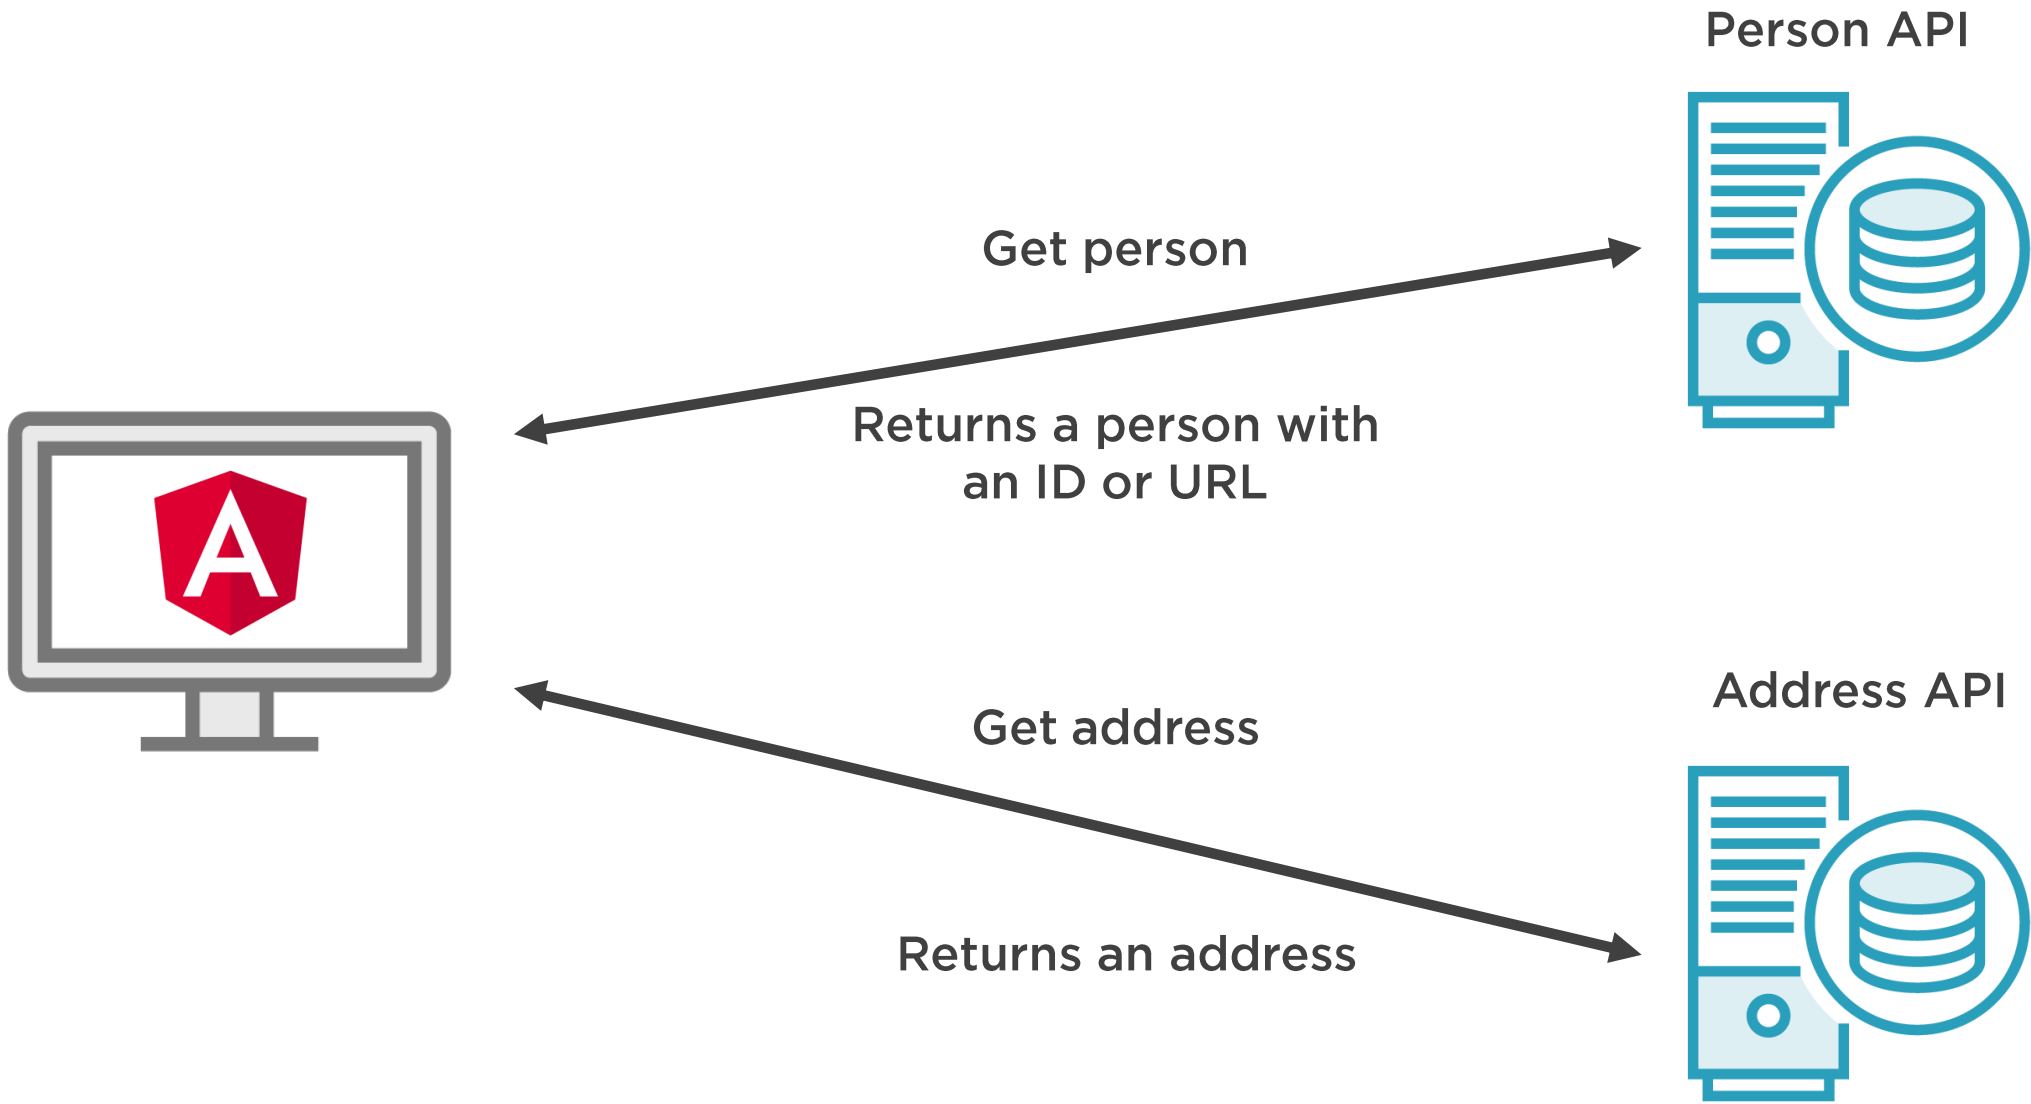 Person API
Get person
Returns a person with
an ID or URL
A
Address API
Get address
Returns an address